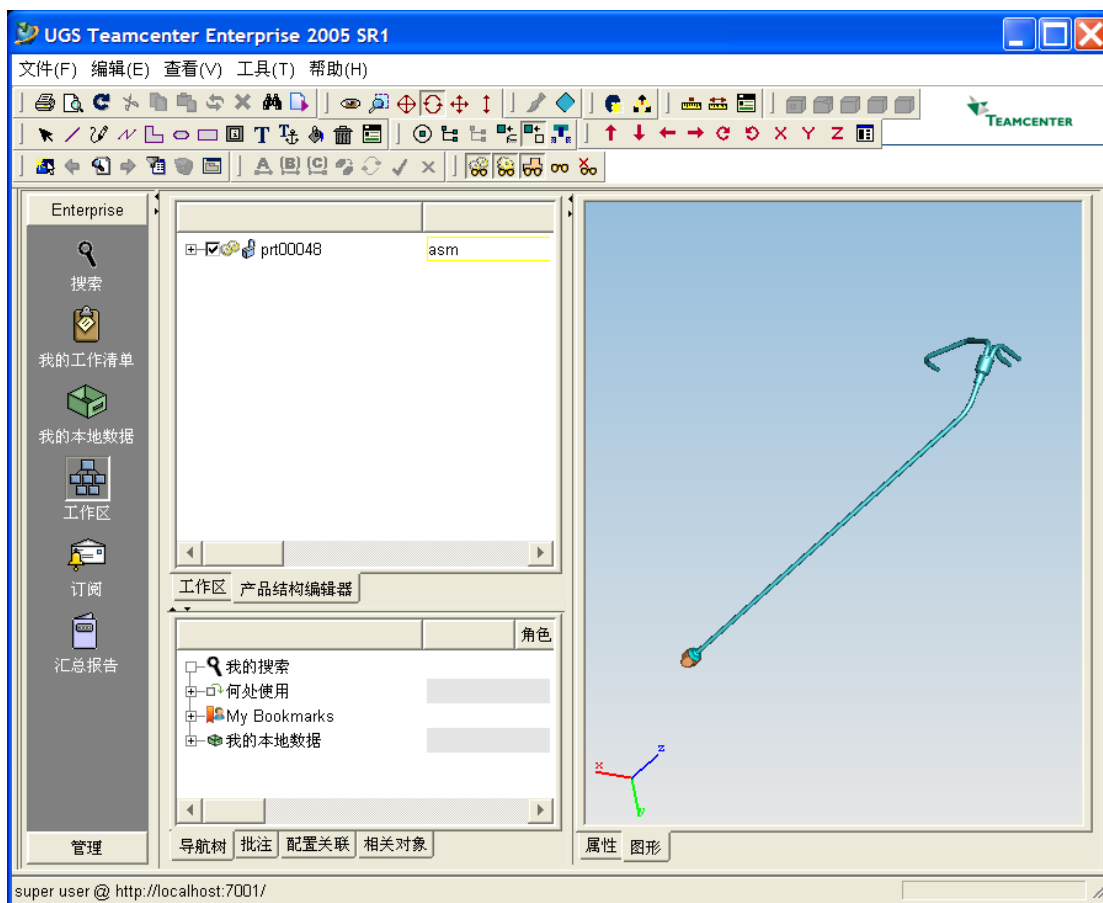 UGS Teamcenter Enterprise 2005 SR1
文件(F) 编辑(E) 查看(V) 工具(T) 帮助(H)
TEAMCENTER
T T
X Y Z
A (B) (C)
Enterprise
搜索
我的工作清单
我的本地数据
工作区
订阅
汇总报告
管理
prt00048 asm
工作区 产品结构编辑器
角色
我的搜索
何处使用
My Bookmarks
我的本地数据
导航树 批注 配置关联 相关对象
x
z
y
属性 图形
super user @ http://localhost:7001/